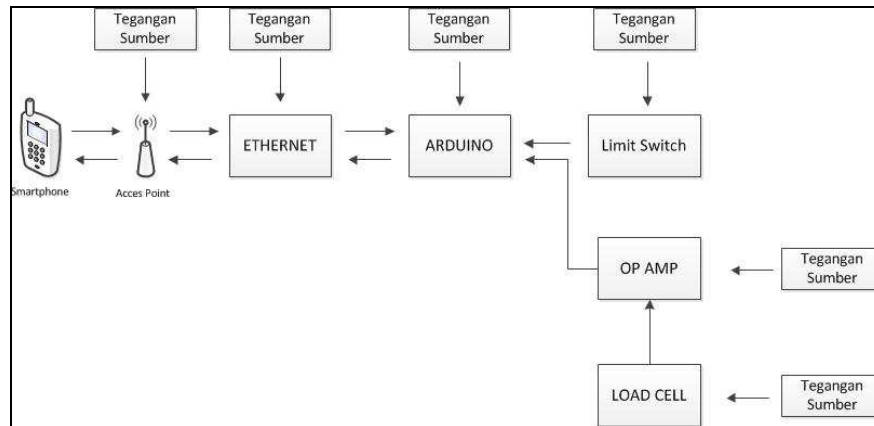 Tegangan
Sumber
Tegangan
Sumber
Tegangan
Sumber
Tegangan
Sumber
Smartphone
Acces Point
ETHERNET
ARDUINO
Limit Switch
OP AMP
Tegangan
Sumber
LOAD CELL
Tegangan
Sumber